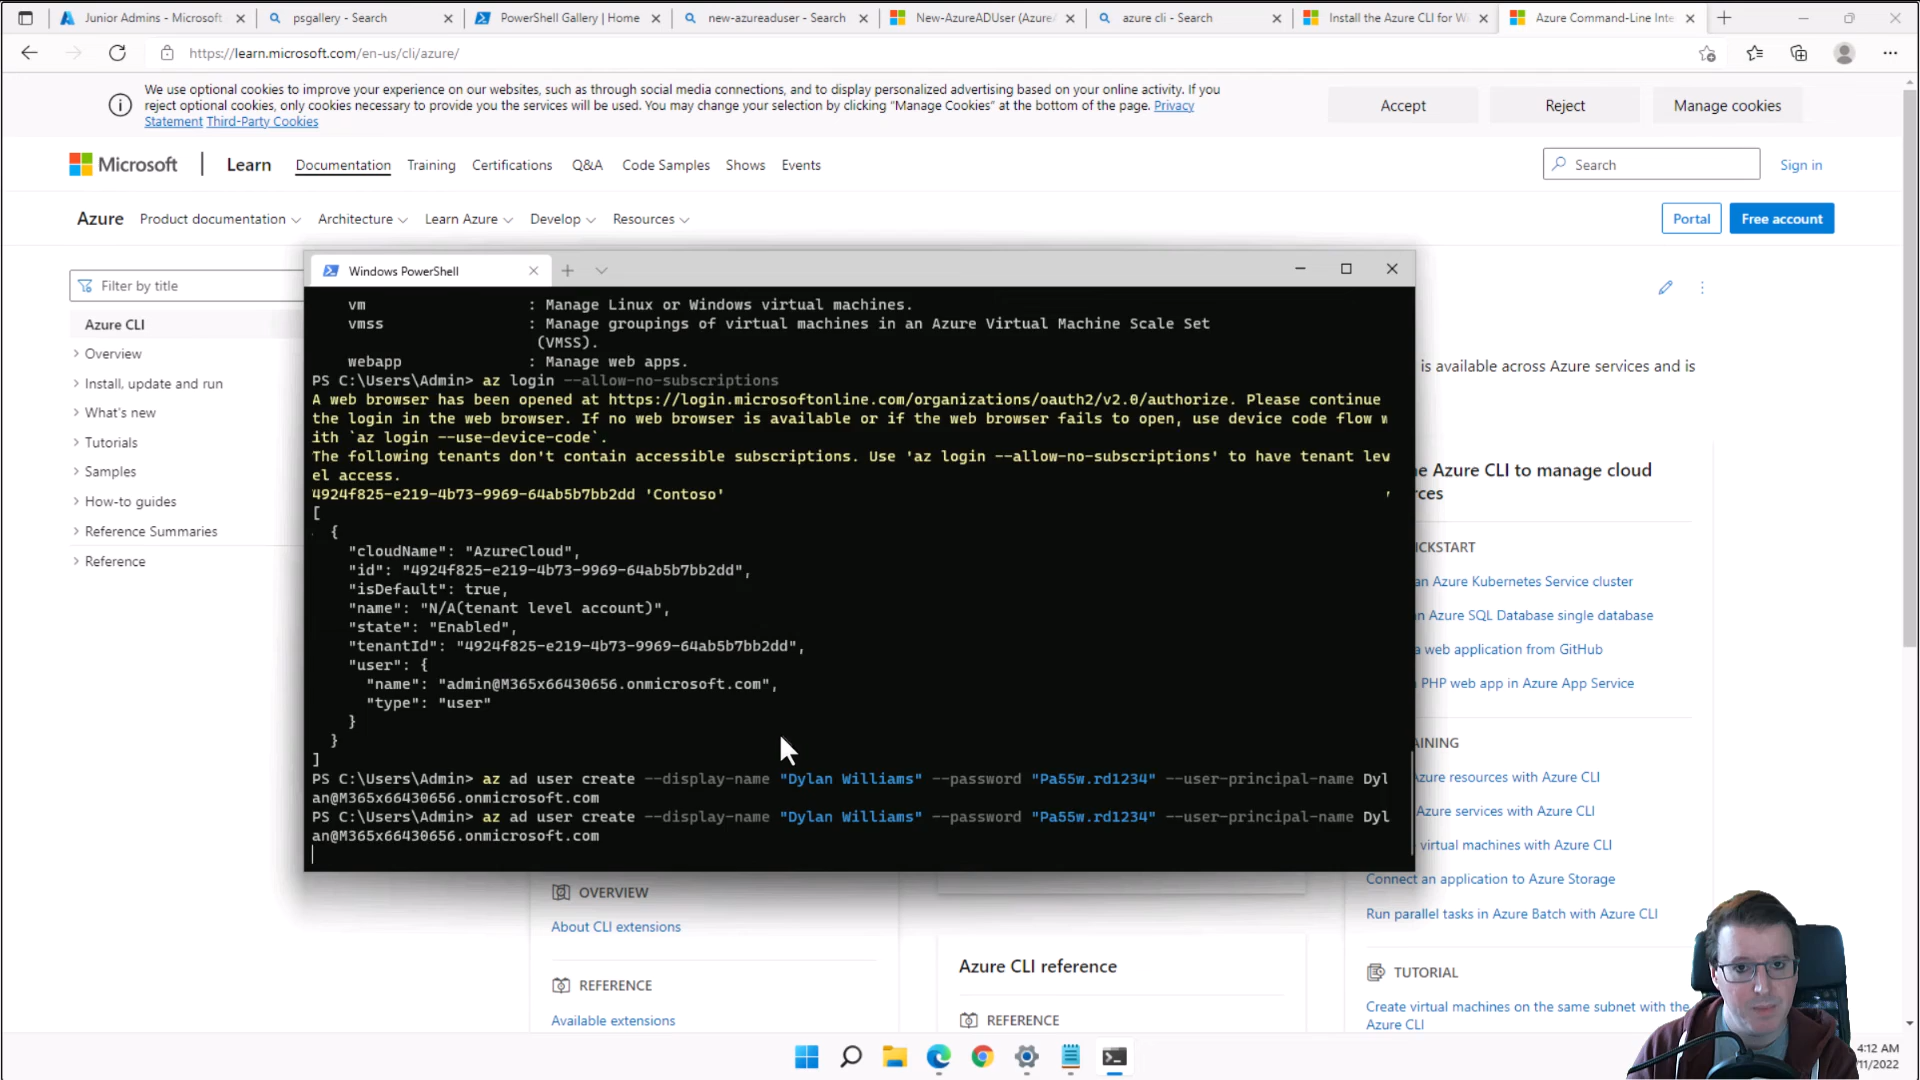 Junior Admins - Microsoft
psgallery - Search
PowerShell Gallery | Home
new-azureaduser - Search
New-AzureADUser (Azure
azure cli - Search
Install the Azure CLI for Wi
Azure Command-Line Inte
https://learn.microsoft.com/en-us/cli/azure/
We use optional cookies to improve your experience on our websites, such as through social media connections, and to display personalized advertising based on your online activity. If you
reject optional cookies, only cookies necessary to provide you the services will be used. You may change your selection by clicking “Manage Cookies” at the bottom of the page. Privacy
Statement Third-Party Cookies
Accept
Reject
Manage cookies
Microsoft
Learn
Documentation
Training
Certifications
Q&A
Code Samples
Shows
Events
Search
Sign in
Azure
Product documentation
Architecture
Learn Azure
Develop
Resources
Portal
Free account
Filter by title
Azure CLI
Overview
Install, update and run
What's new
Tutorials
Samples
How-to guides
Reference Summaries
Reference
Windows PowerShell
vm : Manage Linux or Windows virtual machines.
vmss : Manage groupings of virtual machines in an Azure Virtual Machine Scale Set
(VMSS).
webapp : Manage web apps.
PS C:\Users\Admin> az login --allow-no-subscriptions
A web browser has been opened at https://login.microsoftonline.com/organizations/oauth2/v2.0/authorize. Please continue
the login in the web browser. If no web browser is available or if the web browser fails to open, use device code flow w
ith `az login --use-device-code`.
The following tenants don't contain accessible subscriptions. Use 'az login --allow-no-subscriptions' to have tenant lev
el access.
4924f825-e219-4b73-9969-64ab5b7bb2dd 'Contoso'
[
{
"cloudName": "AzureCloud",
"id": "4924f825-e219-4b73-9969-64ab5b7bb2dd",
"isDefault": true,
"name": "N/A(tenant level account)",
"state": "Enabled",
"tenantId": "4924f825-e219-4b73-9969-64ab5b7bb2dd",
"user": {
"name": "admin@M365x66430656.onmicrosoft.com",
"type": "user"
}
}
]
PS C:\Users\Admin> az ad user create --display-name "Dylan Williams" --password "Pa55w.rd1234" --user-principal-name Dyl
an@M365x66430656.onmicrosoft.com
PS C:\Users\Admin> az ad user create --display-name "Dylan Williams" --password "Pa55w.rd1234" --user-principal-name Dyl
an@M365x66430656.onmicrosoft.com
is available across Azure services and is
e Azure CLI to manage cloud
rces
CKSTART
an Azure Kubernetes Service cluster
an Azure SQL Database single database
a web application from GitHub
PHP web app in Azure App Service
AINING
Azure resources with Azure CLI
Azure services with Azure CLI
virtual machines with Azure CLI
Connect an application to Azure Storage
Run parallel tasks in Azure Batch with Azure CLI
TUTORIAL
Create virtual machines on the same subnet with the
Azure CLI
OVERVIEW
About CLI extensions
REFERENCE
Available extensions
Azure CLI reference
REFERENCE
4:12 AM
/11/2022